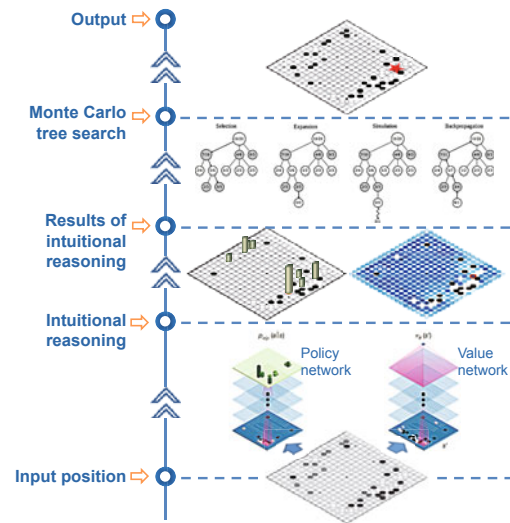 Output
Monte Carlo
tree search
Selection
Expansion
Simulation
Backpropagation
Results of
intuitional
reasoning
Intuitional
reasoning
Policy
network
Value
network
Input position